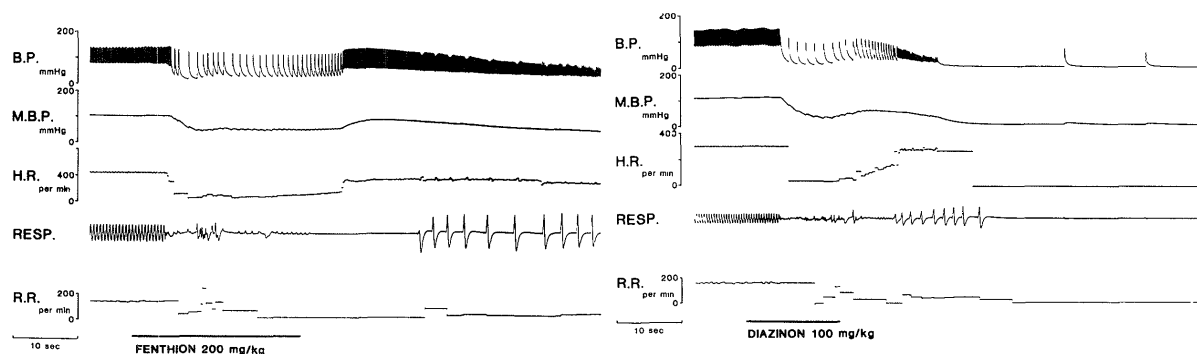 200
B.P.
mmHg
0
200
M.B.P.
mmHg
0
H.R.
400
per min
0
RESP.
R.R.
200
per min
0
10 sec
FENTHION 200 mg/kg
200
B.P.
mmHg
0
200
M.B.P.
mmHg
0
400
H.R.
per min
0
RESP.
R.R.
200
per min
0
10 sec
DIAZINON 100 mg/kg